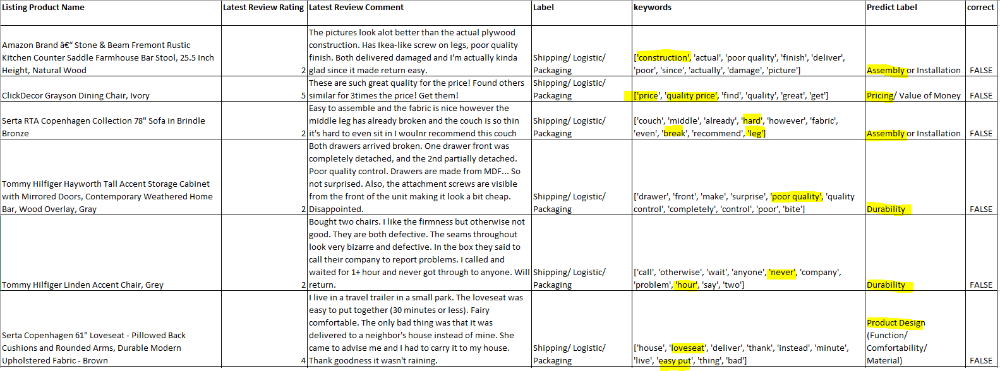 Listing Product Name Latest Review Rating Latest Review Comment Label keywords Predict Label correct
Amazon Brand â€“ Stone & Beam Fremont Rustic
Kitchen Counter Saddle Farmhouse Bar Stool, 25.5 Inch
Height, Natural Wood
2
The pictures look alot better than the actual plywood
construction. Has Ikea-like screw on legs, poor quality
finish. Both delivered damaged and I'm actually kinda
glad since it made return easy.
Shipping/ Logistic/
Packaging
['construction', 'actual', 'poor quality', 'finish', 'deliver',
'poor', 'since', 'actually', 'damage', 'picture']
Assembly or Installation
FALSE
ClickDecor Grayson Dining Chair, Ivory
5
These are such great quality for the price! Found others
similar for 3times the price! Get them!
Shipping/ Logistic/
Packaging
['price', 'quality price', 'find', 'quality', 'great', 'get']
Pricing/ Value of Money
FALSE
Serta RTA Copenhagen Collection 78" Sofa in Brindle
Bronze
2
Easy to assemble and the fabric is nice however the
middle leg has already broken and the couch is so thin
it's hard to even sit in I woulnr recommend this couch
Shipping/ Logistic/
Packaging
['couch', 'middle', 'already', 'hard', 'however', 'fabric',
'even', 'break', 'recommend', 'leg']
Assembly or Installation
FALSE
Tommy Hilfiger Hayworth Tall Accent Storage Cabinet
with Mirrored Doors, Contemporary Weathered Home
Bar, Wood Overlay, Gray
2
Both drawers arrived broken. One drawer front was
completely detached, and the 2nd partially detached.
Poor quality control. Drawers are made from MDF... So
not surprised. Also, the attachment screws are visible
from the front of the unit making it look a bit cheap.
Disappointed.
Shipping/ Logistic/
Packaging
['drawer', 'front', 'make', 'surprise', 'poor quality', 'quality
control', 'completely', 'control', 'poor', 'bite']
Durability
FALSE
Tommy Hilfiger Linden Accent Chair, Grey
2
Bought two chairs. I like the firmness but otherwise not
good. They are both defective. The seams throughout
look very bizarre and defective. In the box they said to
call their company to report problems. I called and
waited for 1+ hour and never got through to anyone. Will
return.
Shipping/ Logistic/
Packaging
['call', 'otherwise', 'wait', 'anyone', 'never', 'company',
'problem', 'hour', 'say', 'two']
Durability
FALSE
Serta Copenhagen 61" Loveseat - Pillowed Back
Cushions and Rounded Arms, Durable Modern
Upholstered Fabric - Brown
4
I live in a travel trailer in a small park. The loveseat was
easy to put together (30 minutes or less). Fairy
comfortable. The only bad thing was that it was
delivered to a neighbor's house instead of mine. She
came to advise me and I had to carry it to my house.
Thank goodness it wasn't raining.
Shipping/ Logistic/
Packaging
['house', 'loveseat', 'deliver', 'thank', 'instead', 'minute',
'live', 'easy put', 'thing', 'bad']
Product Design
(Function/
Comfortability/
Material)
FALSE